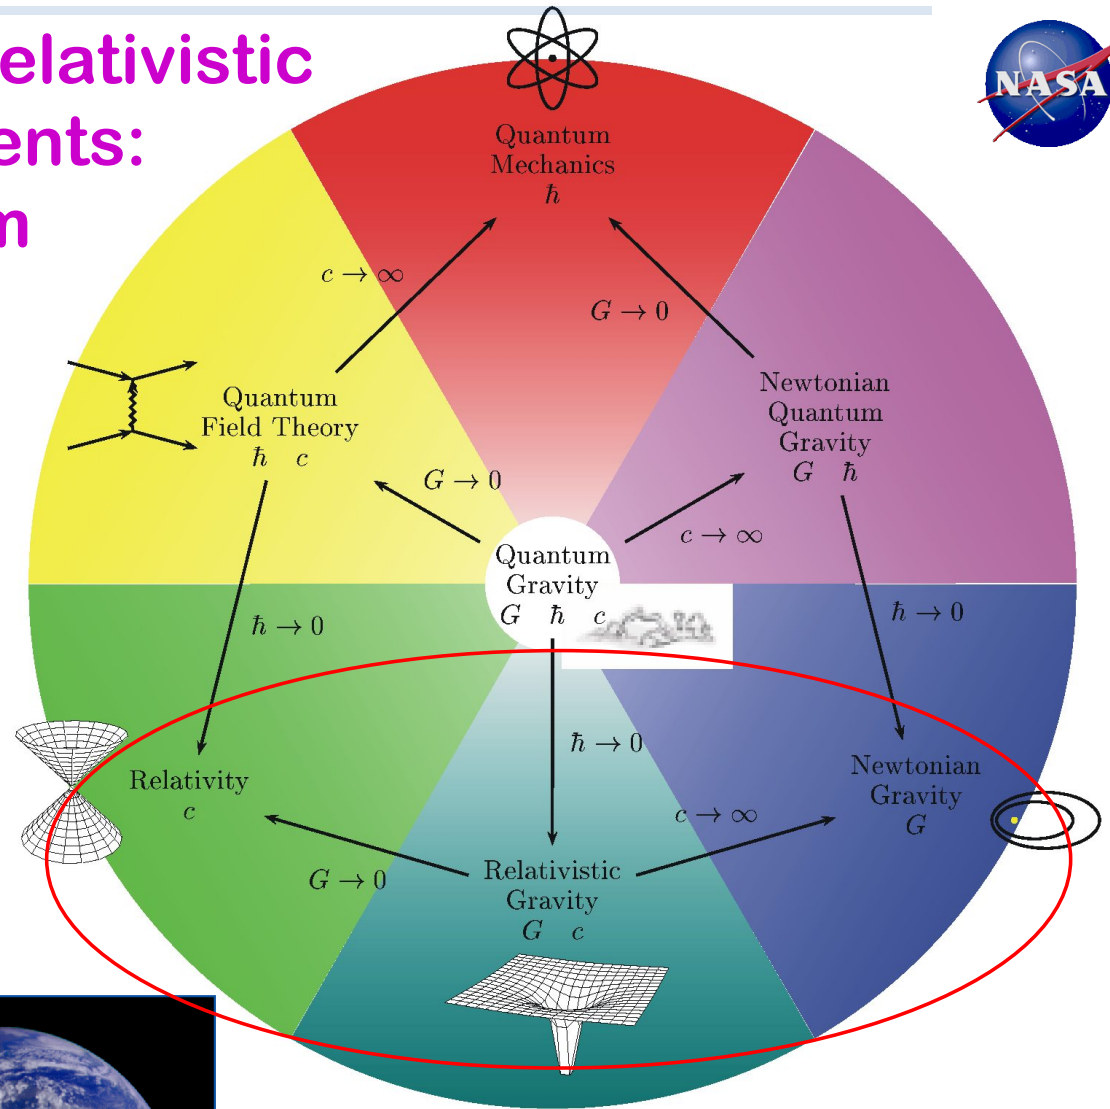 elativistic
ents:
m
NASA
Quantum
Mechanics
ℏ
c → ∞
G → 0
Quantum
Field Theory
ℏ c
Newtonian
Quantum
Gravity
G ℏ
G → 0
c → ∞
Quantum
Gravity
G ℏ c
ℏ → 0
ℏ → 0
ℏ → 0
Relativity
c
Newtonian
Gravity
G
c → ∞
G → 0
Relativistic
Gravity
G c